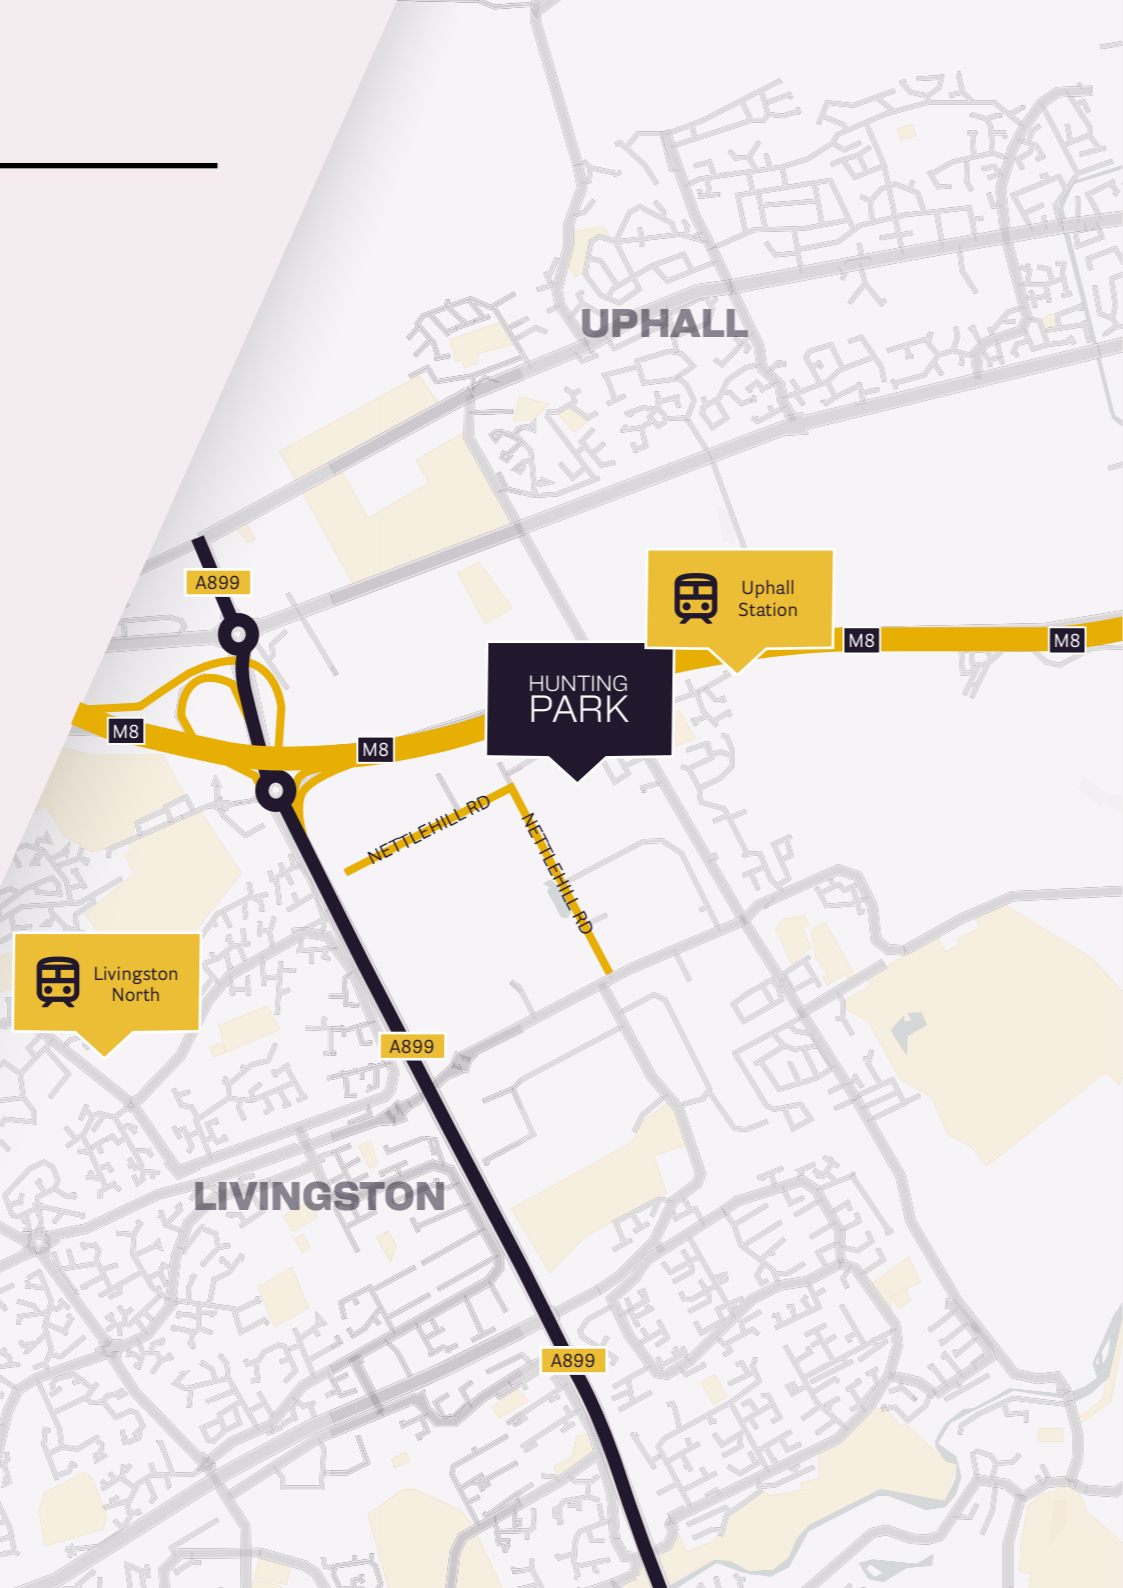 UPHALL
A899
Uphall
Station
M8
M8
HUNTING
PARK
M8
M8
NETTLEHILL RD
NETTLEHILL RD
Livingston
North
A899
LIVINGSTON
A899